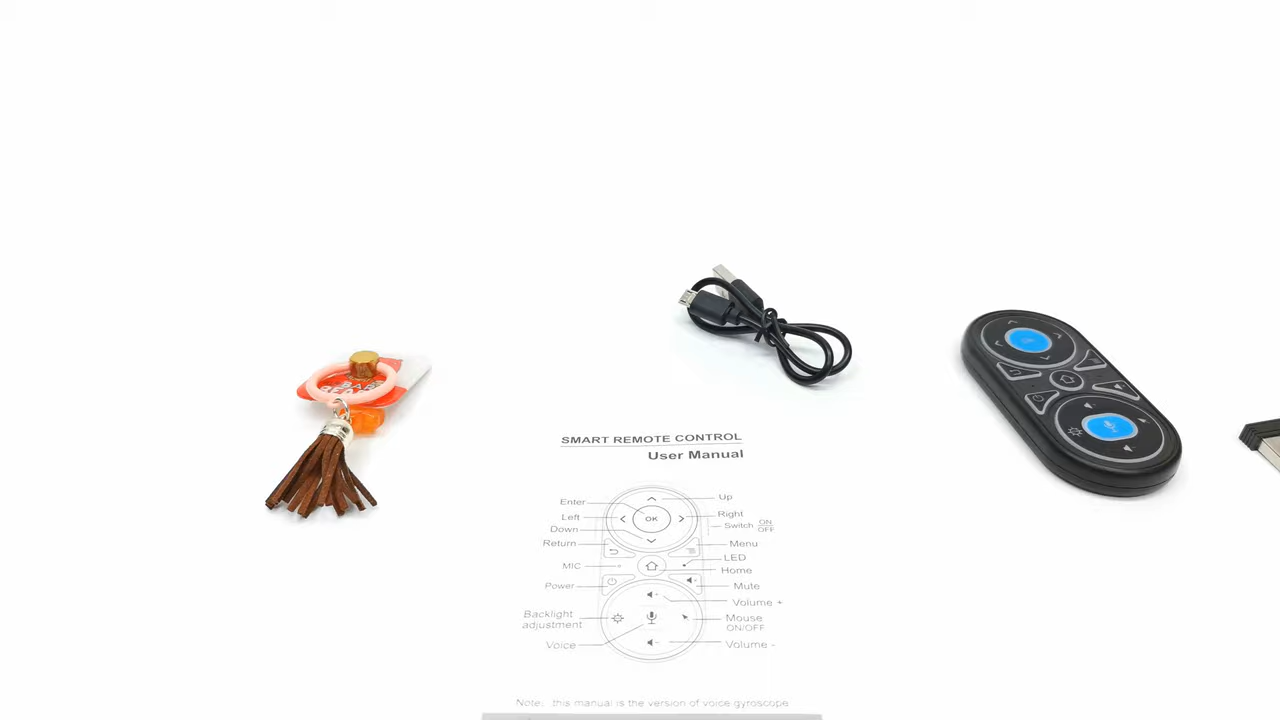 SMART REMOTE CONTROL
User Manual
Enter
Up
Left
OK
Right
Switch ON
OFF
Down
Return
Menu
LED
MIC
Home
Power
Mute
Volume +
Backlight
adjustment
Mouse
ON/OFF
Voice
Volume -
Note: this manual is the version of voice gyroscope